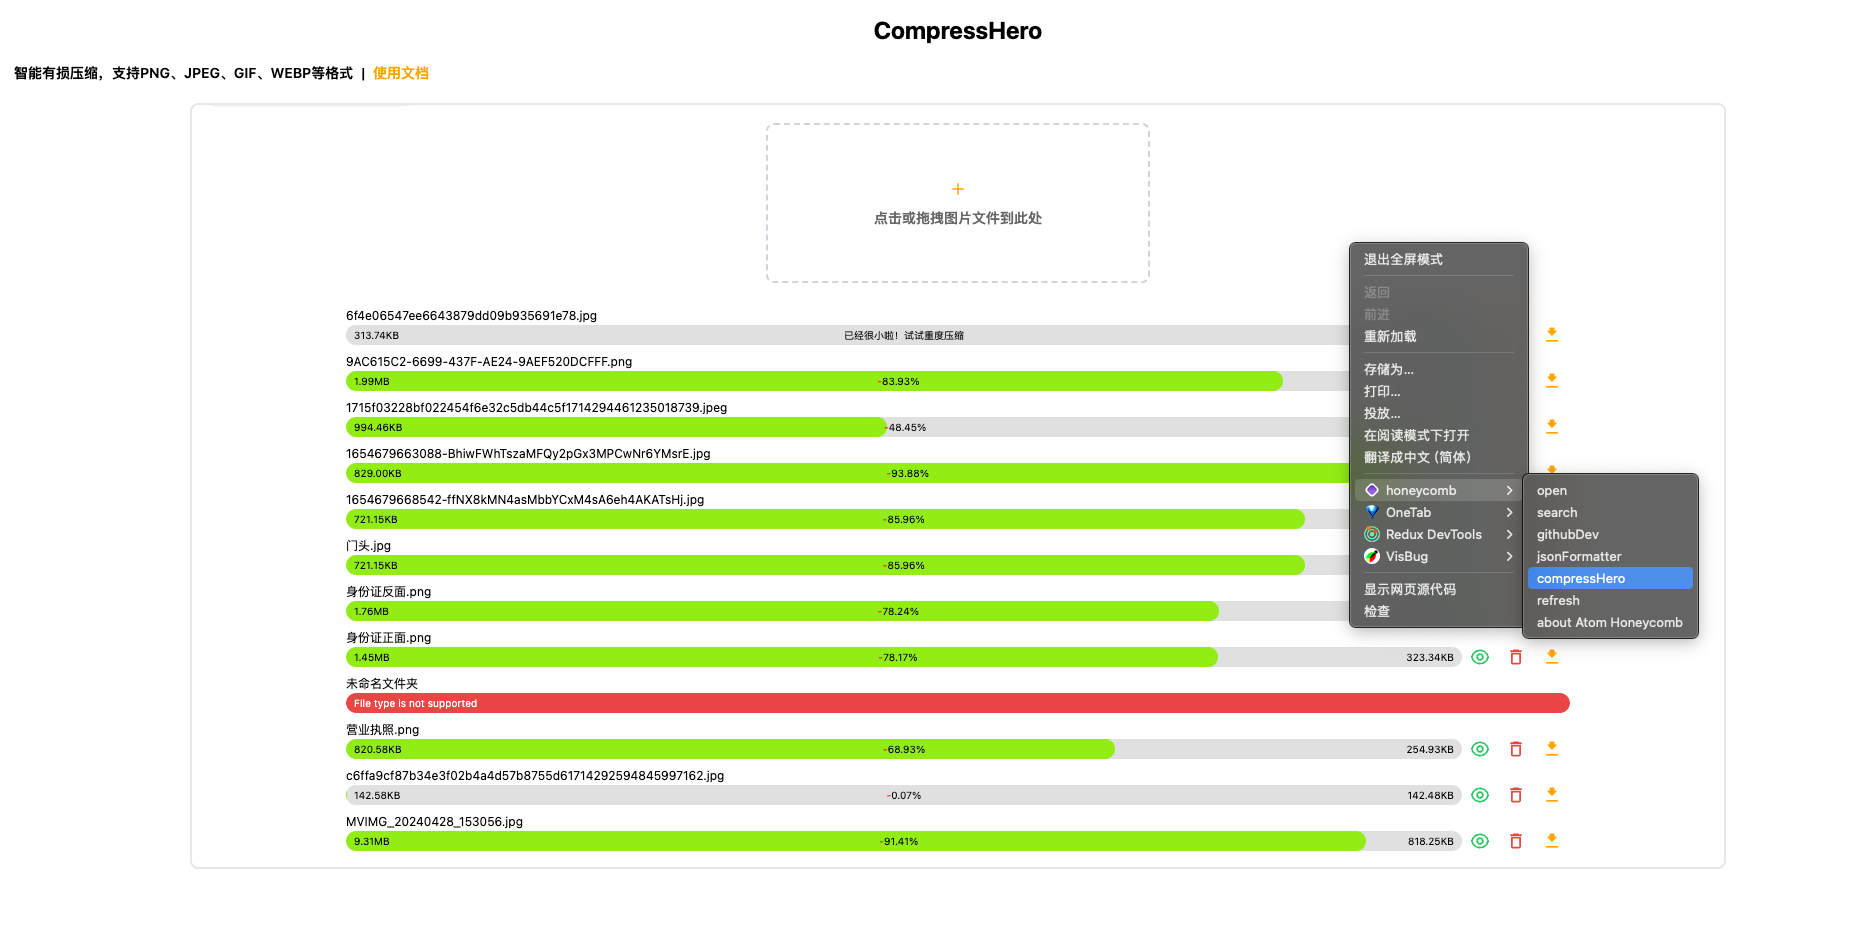 CompressHero
智能有损压缩，支持PNG、JPEG、GIF、WEBP等格式 | 使用文档
+
点击或拖拽图片文件到此处
6f4e06547ee6643879dd09b935691e78.jpg
313.74KB 已经很小啦！试试重度压缩
9AC615C2-6699-437F-AE24-9AEF520DCFFF.png
1.99MB -83.93%
1715f03228bf022454f6e32c5db44c5f1714294461235018739.jpeg
994.46KB -48.45%
1654679663088-BhiwFWhTszaMFQy2pGx3MPCwNr6YMsrE.jpg
829.00KB -93.88%
1654679668542-ffNX8kMN4asMbbYCxM4sA6eh4AKATsHj.jpg
721.15KB -85.96%
门头.jpg
721.15KB -85.96%
身份证反面.png
1.76MB -78.24%
身份证正面.png
1.45MB -78.17% 323.34KB
未命名文件夹
File type is not supported
营业执照.png
820.58KB -68.93% 254.93KB
c6ffa9cf87b34e3f02b4a4d57b8755d61714292594845997162.jpg
142.58KB -0.07% 142.48KB
MVIMG_20240428_153056.jpg
9.31MB -91.41% 818.25KB
退出全屏模式
返回
前进
重新加载
存储为...
打印...
投放...
在阅读模式下打开
翻译成中文 (简体)
honeycomb
OneTab
Redux DevTools
VisBug
显示网页源代码
检查
open
search
githubDev
jsonFormatter
compressHero
refresh
about Atom Honeycomb